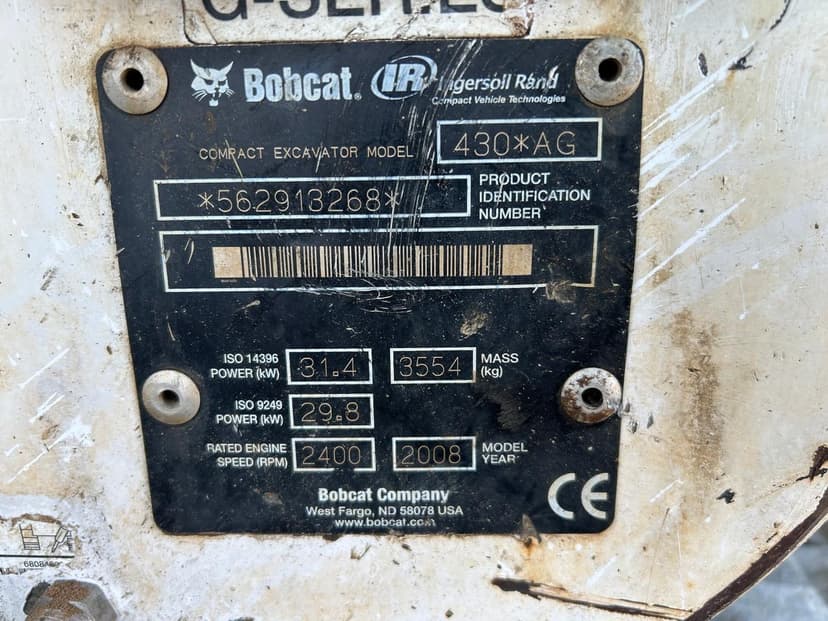 G-SERIES
Bobcat. IR Ingersoll Rand
Compact Vehicle Technologies
COMPACT EXCAVATOR MODEL 430*AG
*562913268* PRODUCT IDENTIFICATION NUMBER
ISO 14396 POWER (kW) 31.4 3554 MASS (kg)
ISO 9249 POWER (kW) 29.8
RATED ENGINE SPEED (RPM) 2400 2008 MODEL YEAR
Bobcat Company
West Fargo, ND 58078 USA
www.bobcat.com
CE